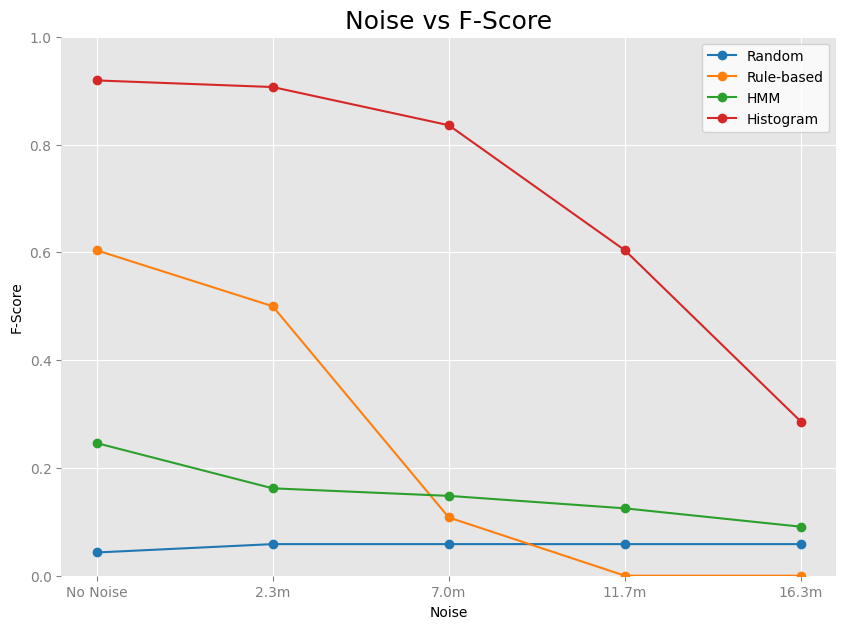 Noise vs F-Score
1.0
0.8
0.6
0.4
0.2
0.0
F-Score
Random
Rule-based
HMM
Histogram
No Noise 2.3m 7.0m 11.7m 16.3m
Noise